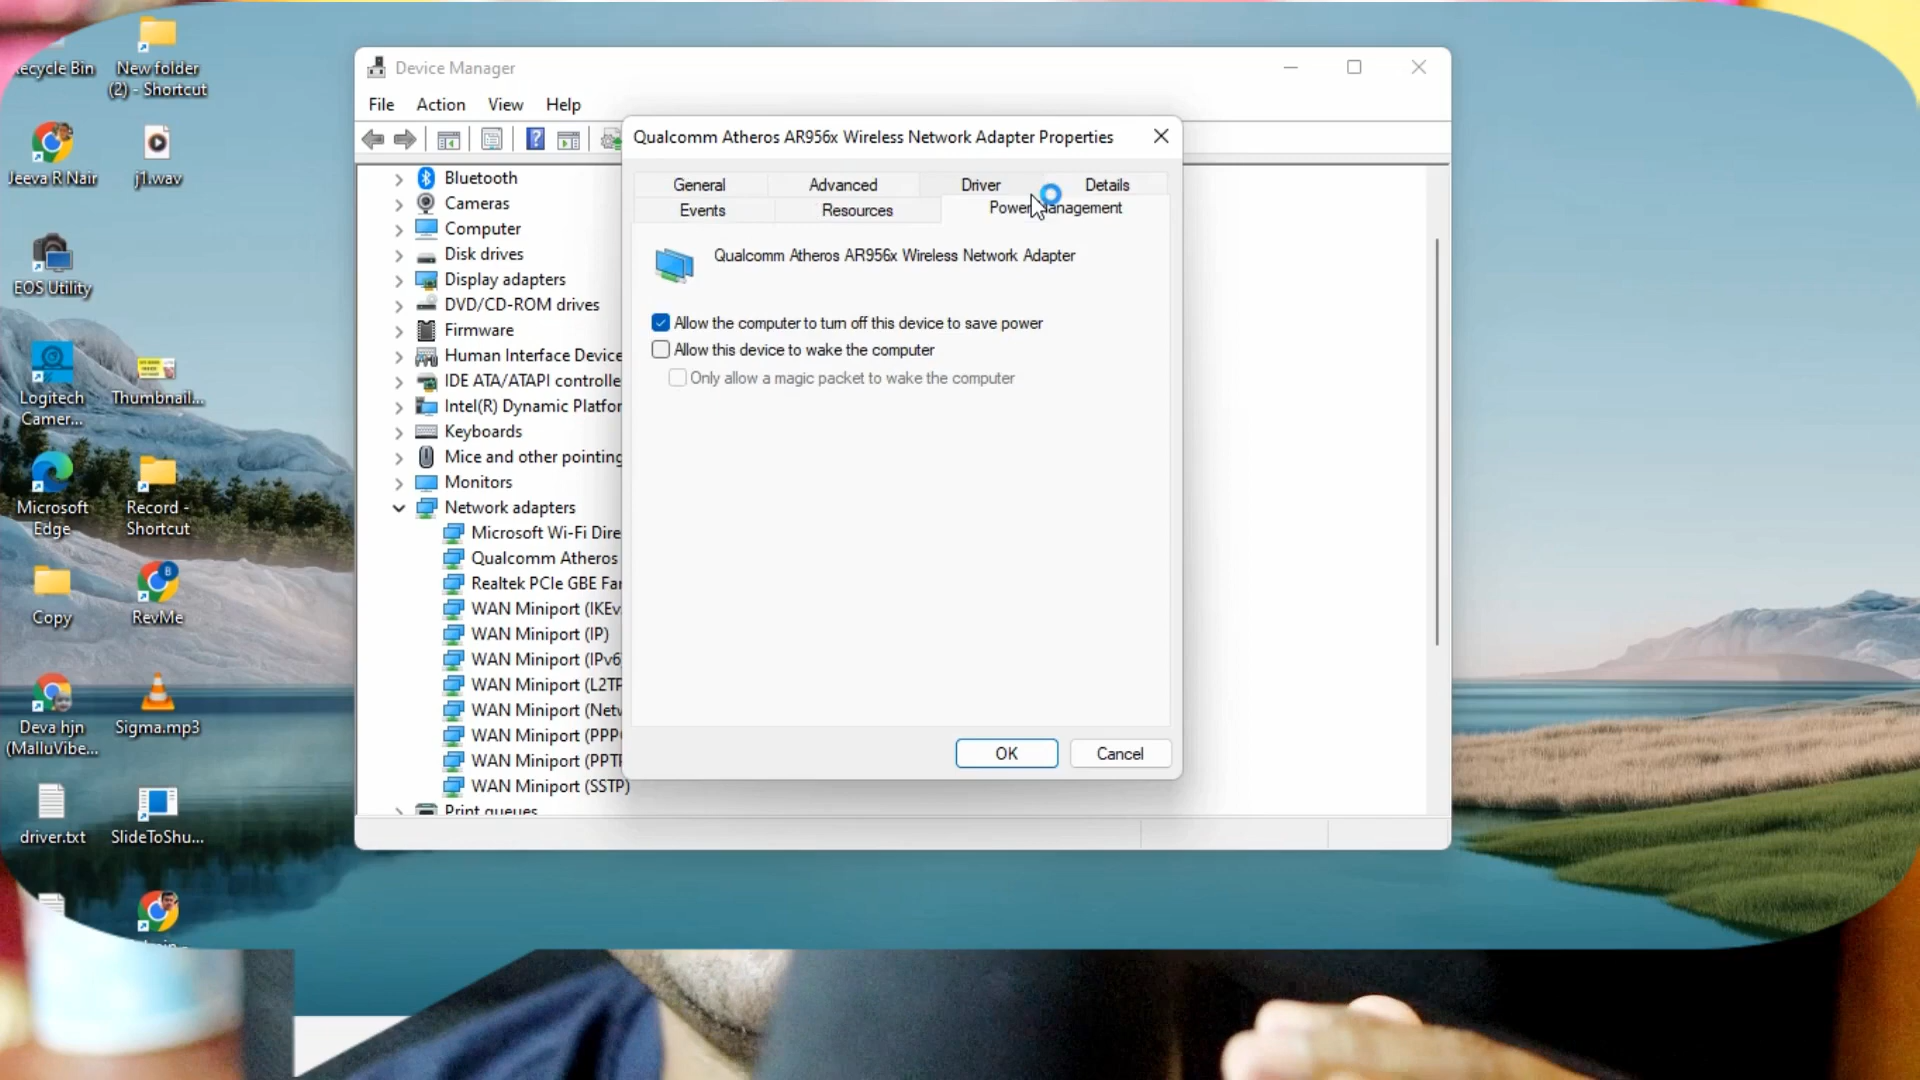 ecycle Bin
New folder
(2) - Shortcut
Jeeva R Nair
j1.wav
EOS Utility
Logitech
Camer...
Thumbnail...
Microsoft
Edge
Record -
Shortcut
Copy
B
RevMe
Deva hjn
(MalluVibe...
Sigma.mp3
driver.txt
SlideToShu...
Device Manager
File Action View Help
Bluetooth
Cameras
Computer
Disk drives
Display adapters
DVD/CD-ROM drives
Firmware
Human Interface Device
IDE ATA/ATAPI controlle
Intel(R) Dynamic Platfor
Keyboards
Mice and other pointing
Monitors
Network adapters
Microsoft Wi-Fi Dire
Qualcomm Atheros
Realtek PCIe GBE Far
WAN Miniport (IKEv
WAN Miniport (IP)
WAN Miniport (IPv6
WAN Miniport (L2TP
WAN Miniport (Netw
WAN Miniport (PPP
WAN Miniport (PPTP
WAN Miniport (SSTP)
Print queues
Qualcomm Atheros AR956x Wireless Network Adapter Properties
General Advanced Driver Details
Events Resources Power Management
Qualcomm Atheros AR956x Wireless Network Adapter
Allow the computer to turn off this device to save power
Allow this device to wake the computer
Only allow a magic packet to wake the computer
OK Cancel